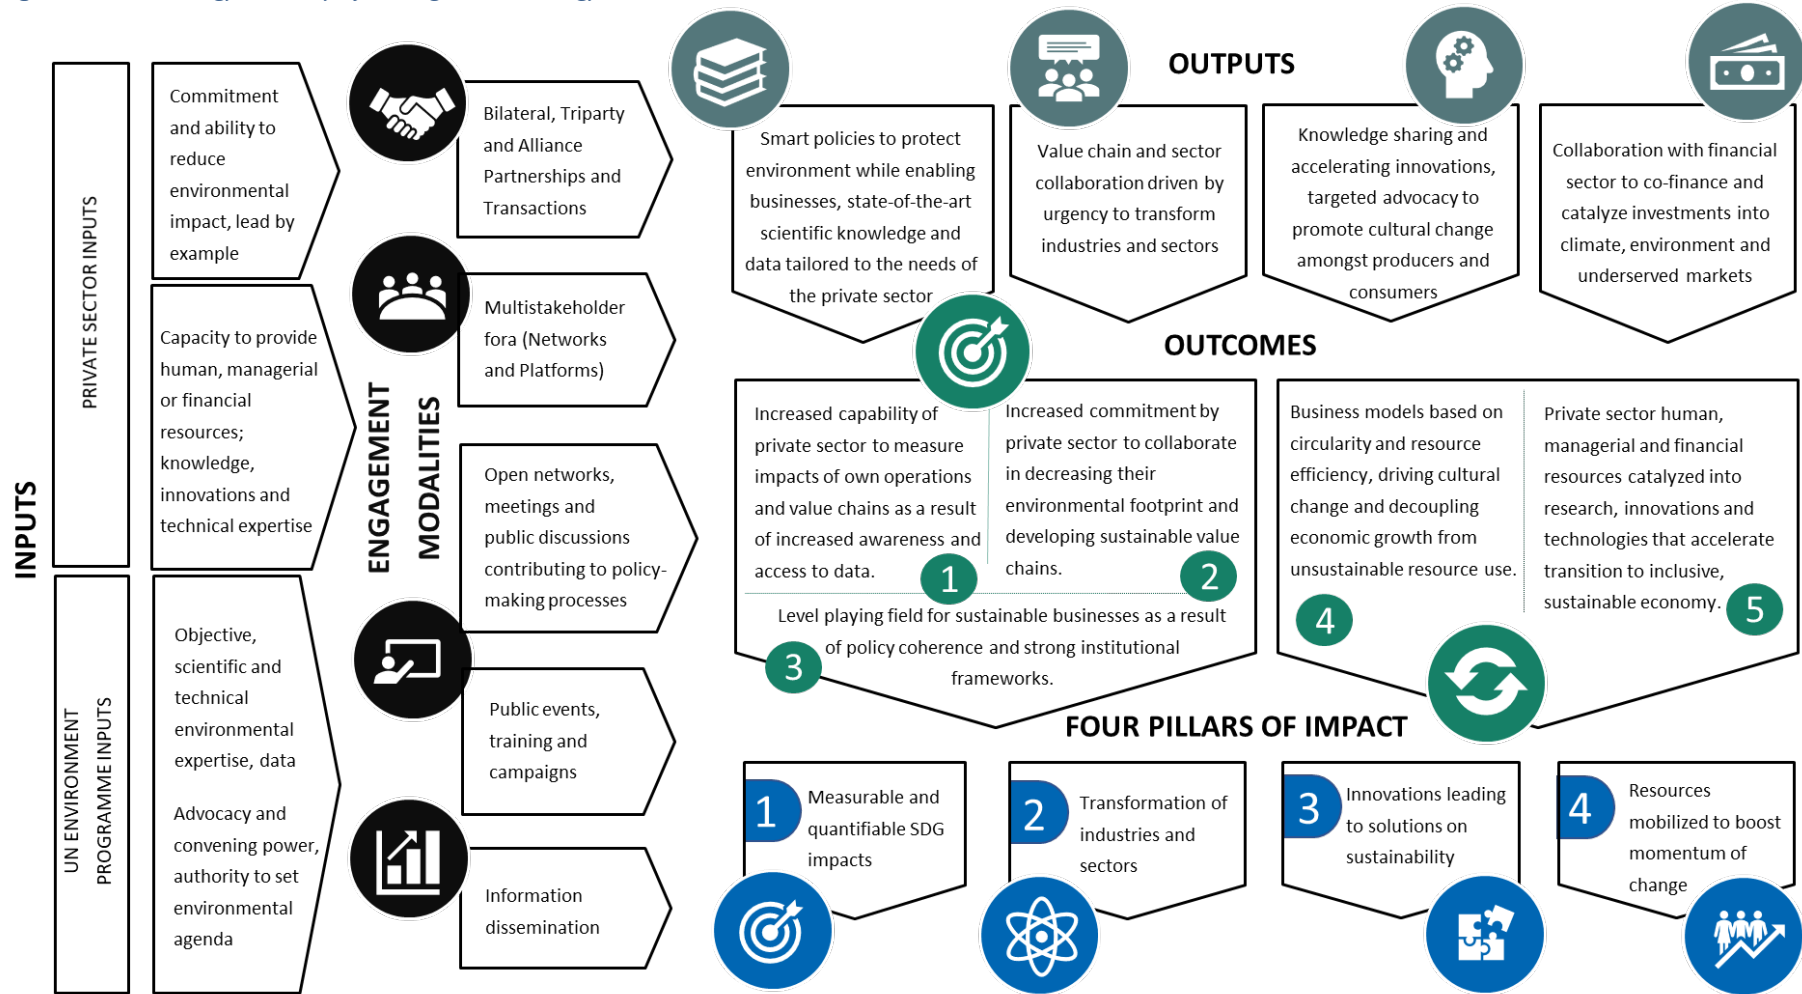 INPUTS
PRIVATE SECTOR INPUTS
UN ENVIRONMENT
PROGRAMME INPUTS
Commitment
and ability to
reduce
environmental
impact, lead by
example
Capacity to provide
human, managerial
or financial
resources;
knowledge,
innovations and
technical expertise
Objective,
scientific and
technical
environmental
expertise, data
Advocacy and
convening power,
authority to set
environmental
agenda
ENGAGEMENT
MODALITIES
Bilateral, Triparty
and Alliance
Partnerships and
Transactions
Multistakeholder
fora (Networks
and Platforms)
Open networks,
meetings and
public discussions
contributing to policy-
making processes
Public events,
training and
campaigns
Information
dissemination
OUTPUTS
Smart policies to protect
environment while enabling
businesses, state-of-the-art
scientific knowledge and
data tailored to the needs of
the private sector
Value chain and sector
collaboration driven by
urgency to transform
industries and sectors
Knowledge sharing and
accelerating innovations,
targeted advocacy to
promote cultural change
amongst producers and
consumers
Collaboration with financial
sector to co-finance and
catalyze investments into
climate, environment and
underserved markets
OUTCOMES
Increased capability of
private sector to measure
impacts of own operations
and value chains as a result
of increased awareness and
access to data.
1
Increased commitment by
private sector to collaborate
in decreasing their
environmental footprint and
developing sustainable value
chains.
2
Level playing field for sustainable businesses as a result
of policy coherence and strong institutional
frameworks.
3
Business models based on
circularity and resource
efficiency, driving cultural
change and decoupling
economic growth from
unsustainable resource use.
4
Private sector human,
managerial and financial
resources catalyzed into
research, innovations and
technologies that accelerate
transition to inclusive,
sustainable economy.
5
FOUR PILLARS OF IMPACT
1
Measurable and
quantifiable SDG
impacts
2
Transformation of
industries and
sectors
3
Innovations leading
to solutions on
sustainability
4
Resources
mobilized to boost
momentum of
change